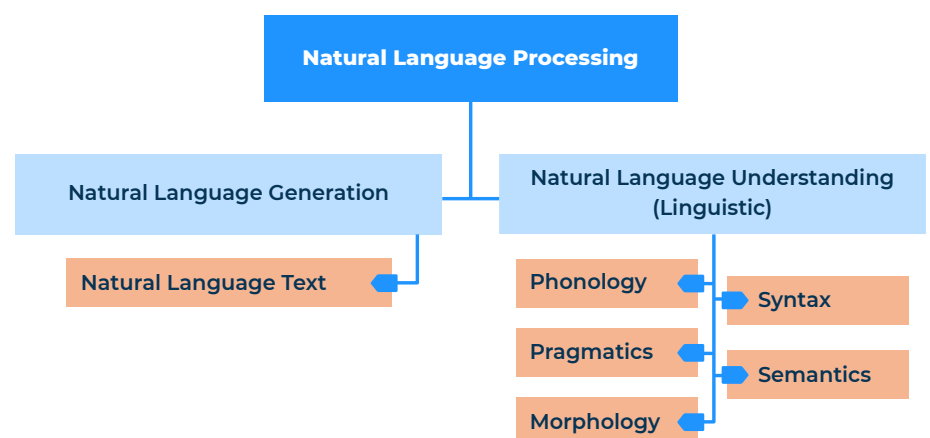 Natural Language Processing
Natural Language Generation
Natural Language Understanding
(Linguistic)
Natural Language Text
Phonology
Syntax
Pragmatics
Semantics
Morphology